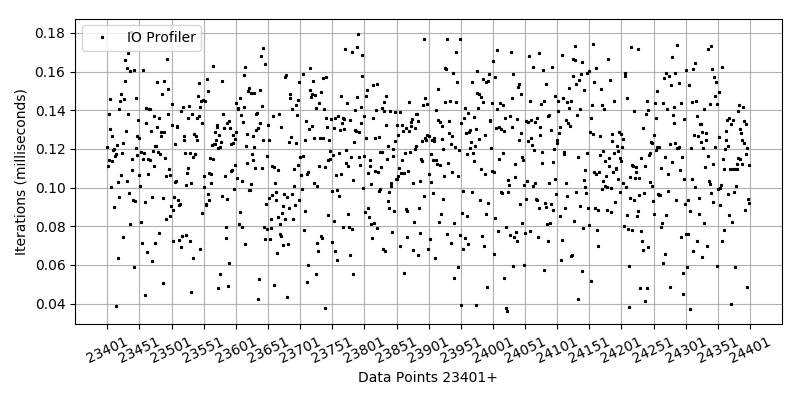 IO Profiler
0.18
0.16
0.14
0.12
0.10
0.08
0.06
0.04
Iterations (milliseconds)
23401 23451 23501 23551 23601 23651 23701 23751 23801 23851 23901 23951 24001 24051 24101 24151 24201 24251 24301 24351 24401
Data Points 23401+